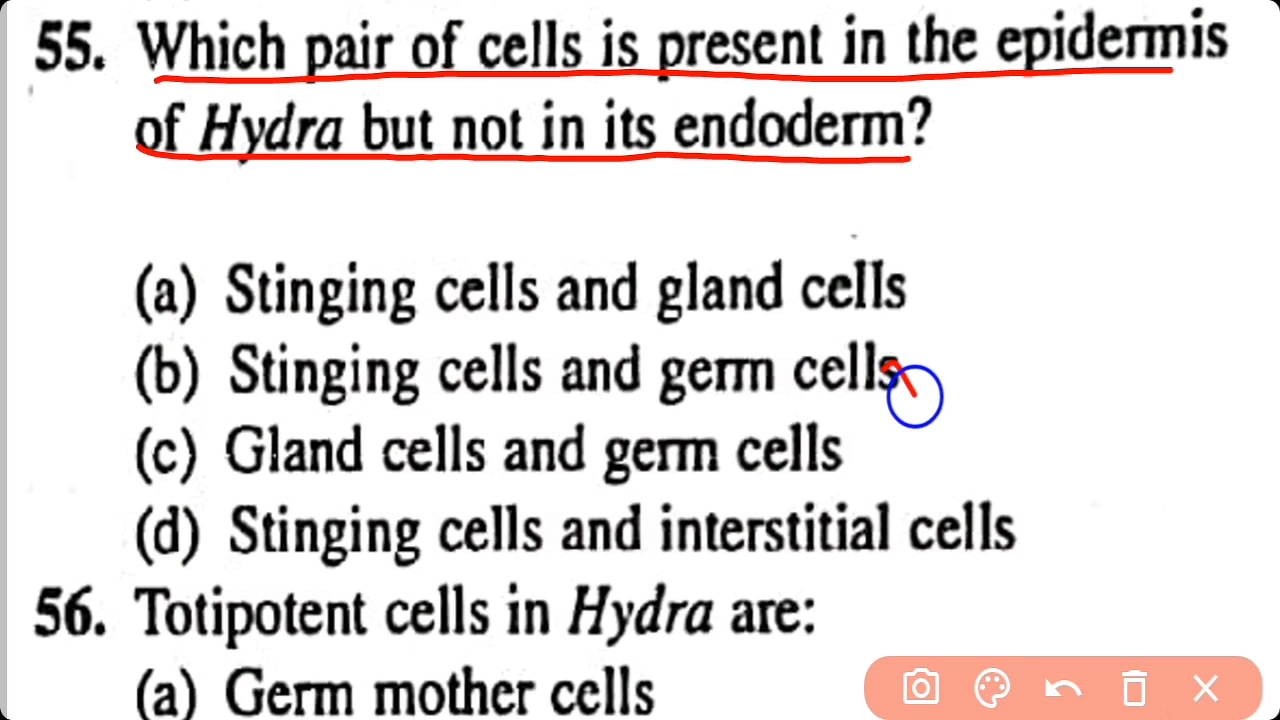 55. Which pair of cells is present in the epidermis
of Hydra but not in its endoderm?
(a) Stinging cells and gland cells
(b) Stinging cells and germ cells
(c) Gland cells and germ cells
(d) Stinging cells and interstitial cells
56. Totipotent cells in Hydra are:
(a) Germ mother cells